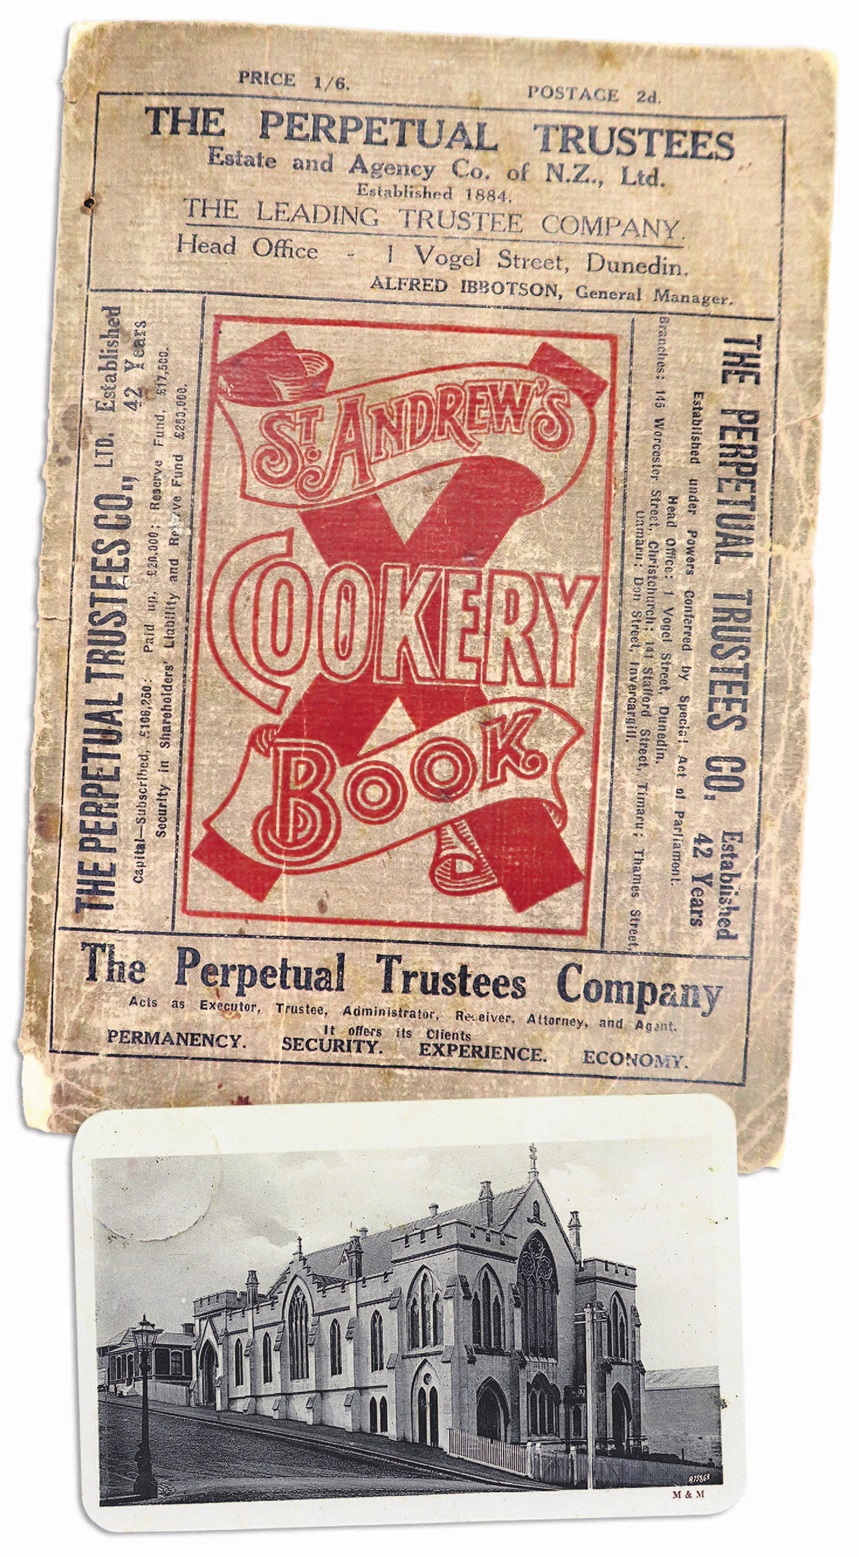 PRICE 1/6.
POSTAGE 2d.
THE PERPETUAL TRUSTEES
Estate and Agency Co. of N.Z., Ltd.
Established 1884.
THE LEADING TRUSTEE COMPANY.
Head Office - 1 Vogel Street, Dunedin.
ALFRED IBBOTSON, General Manager.
THE PERPETUAL TRUSTEES CO., LTD. Established 42 Years
Capital—Subscribed, £106,250; Paid up, £20,000; Reserve Fund, £17,500.
Security in Shareholders' Liability and Reserve Fund £250,000.
ST. ANDREW'S
COOKERY
BOOK
THE PERPETUAL TRUSTEES CO. Established 42 Years
Established under Powers Conferred by Special Act of Parliament.
Head Office: 1 Vogel Street, Dunedin.
Branches: 145 Worcester Street, Christchurch; 141 Stafford Street, Timaru; Thames Street,
Oamaru; Don Street, Invercargill.
The Perpetual Trustees Company
Acts as Executor, Trustee, Administrator, Receiver, Attorney, and Agent.
It offers its Clients
PERMANENCY. SECURITY. EXPERIENCE. ECONOMY.
M & M